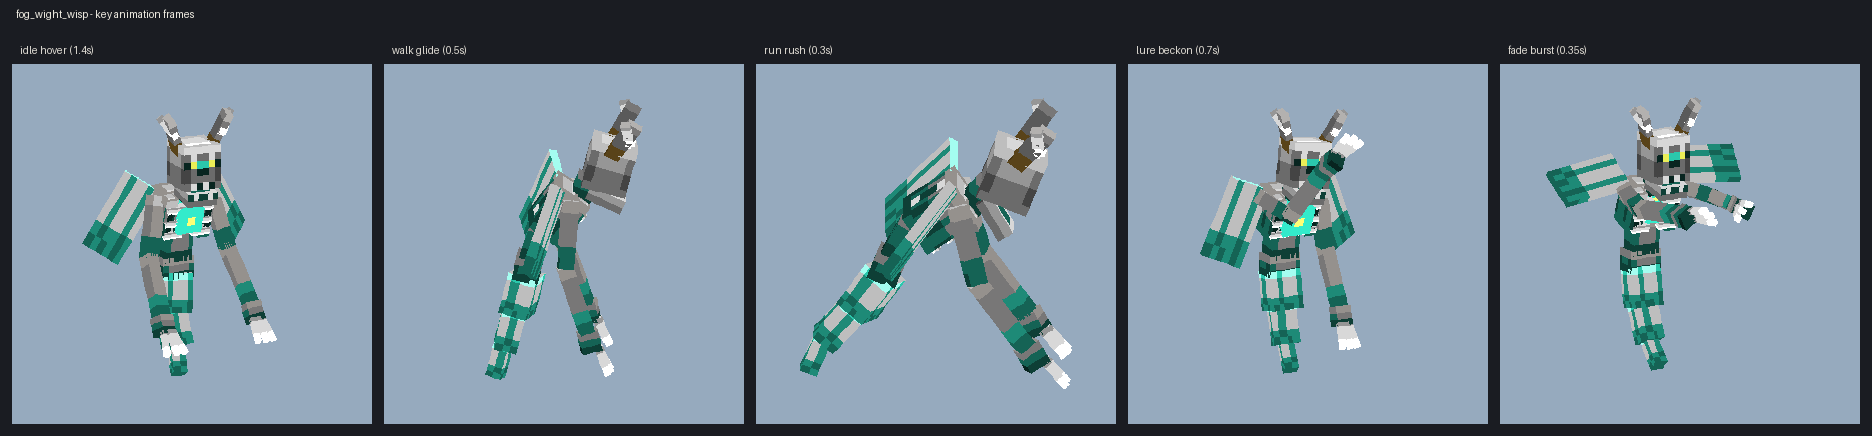 fog_wight_wisp - key animation frames
idle hover (1.4s)
walk glide (0.5s)
run rush (0.3s)
lure beckon (0.7s)
fade burst (0.35s)